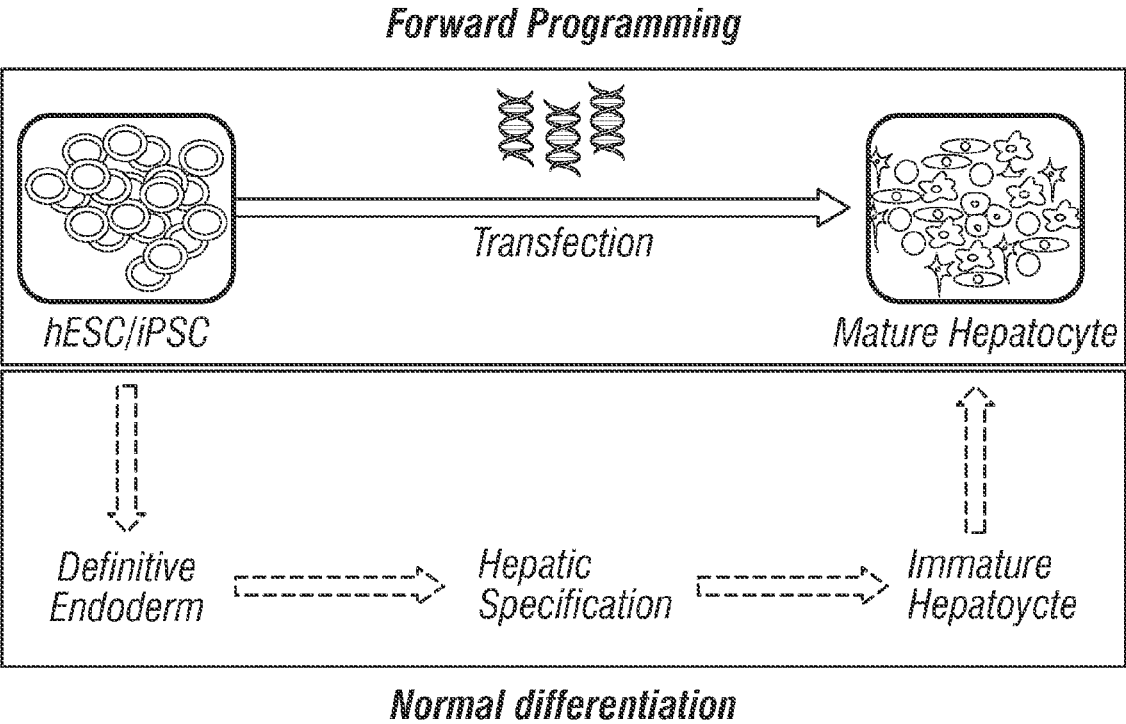 Forward Programming
Transfection
hESC/iPSC
Mature Hepatocyte
Definitive
Endoderm
Hepatic
Specification
Immature
Hepatoycte
Normal differentiation